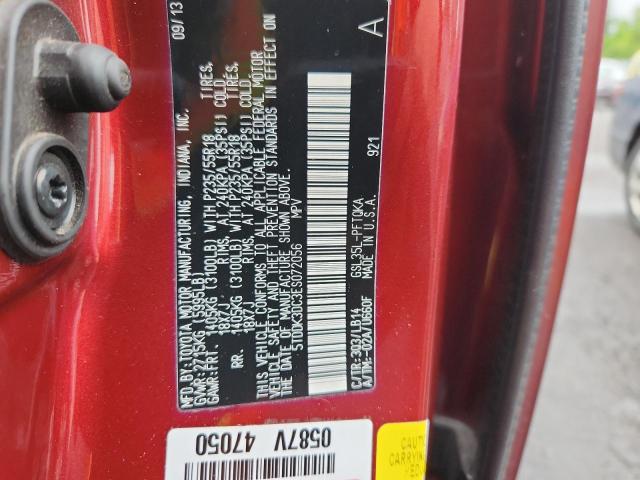 MFD. BY TOYOTA MOTOR MANUFACTURING, INDIANA, INC. 09/13
GVWR: 2715KG (5985LB)
GAWR: FRT. 1405KG (3100LB) WITH P235/55R18 TIRES,
18X7J RIMS, AT 240KPA (35PSI) COLD.
RR. 1405KG (3100LB) WITH P235/55R18 TIRES,
18X7J RIMS, AT 240KPA (35PSI) COLD.
THIS VEHICLE CONFORMS TO ALL APPLICABLE FEDERAL MOTOR
VEHICLE SAFETY AND THEFT PREVENTION STANDARDS IN EFFECT ON
THE DATE OF MANUFACTURE SHOWN ABOVE.
5TDDK3DC3ES072056 MPV
A
921
C/TR: 3Q3/LB14 GSL35L-PFTQKA
A/TM: -02A/U660F MADE IN U.S.A.
0587V 47050
CARRYING